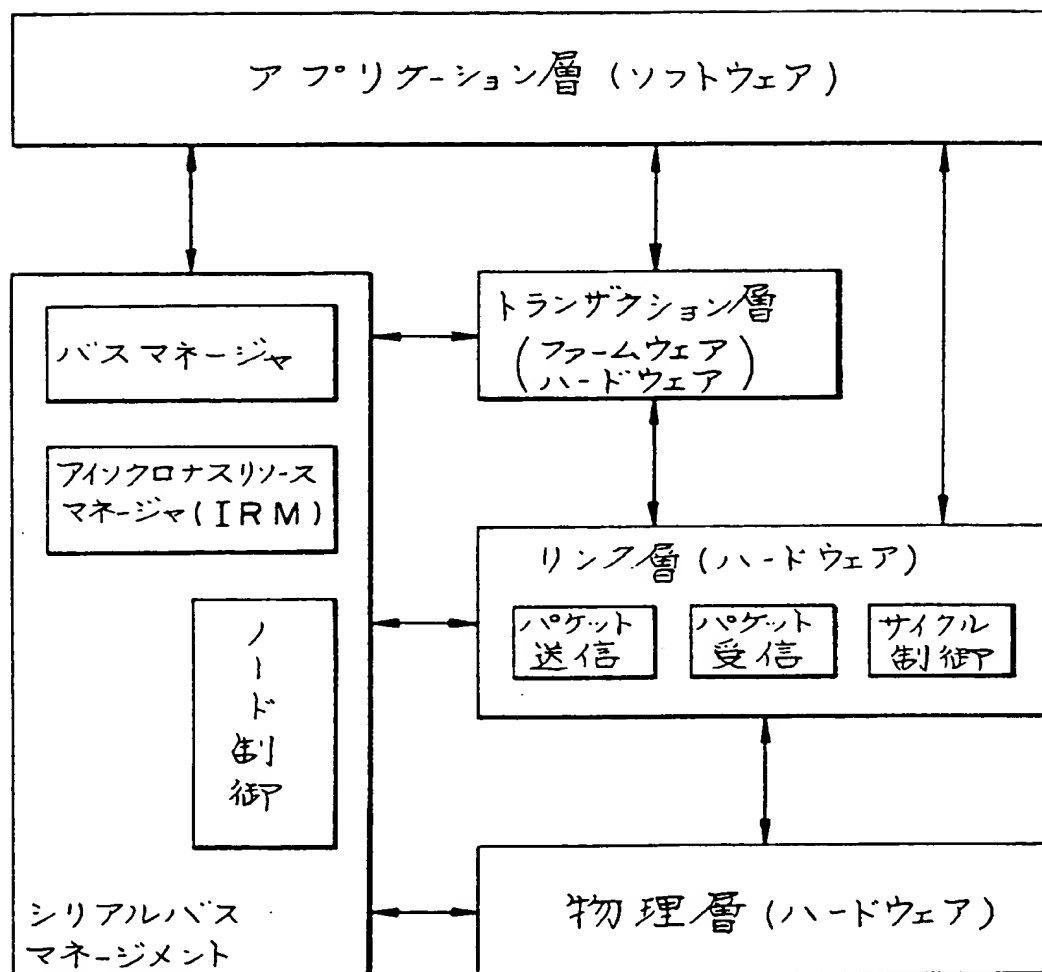 アプリケーション層(ソフトウェア)
バスマネージャ
アイソクロナスリソース
マネージャ(IRM)
ノード制御
シリアルバス
マネージメント
トランザクション層
(ファームウェア
ハードウェア)
リンク層(ハードウェア)
パケット
送信
パケット
受信
サイクル
制御
物理層(ハードウェア)